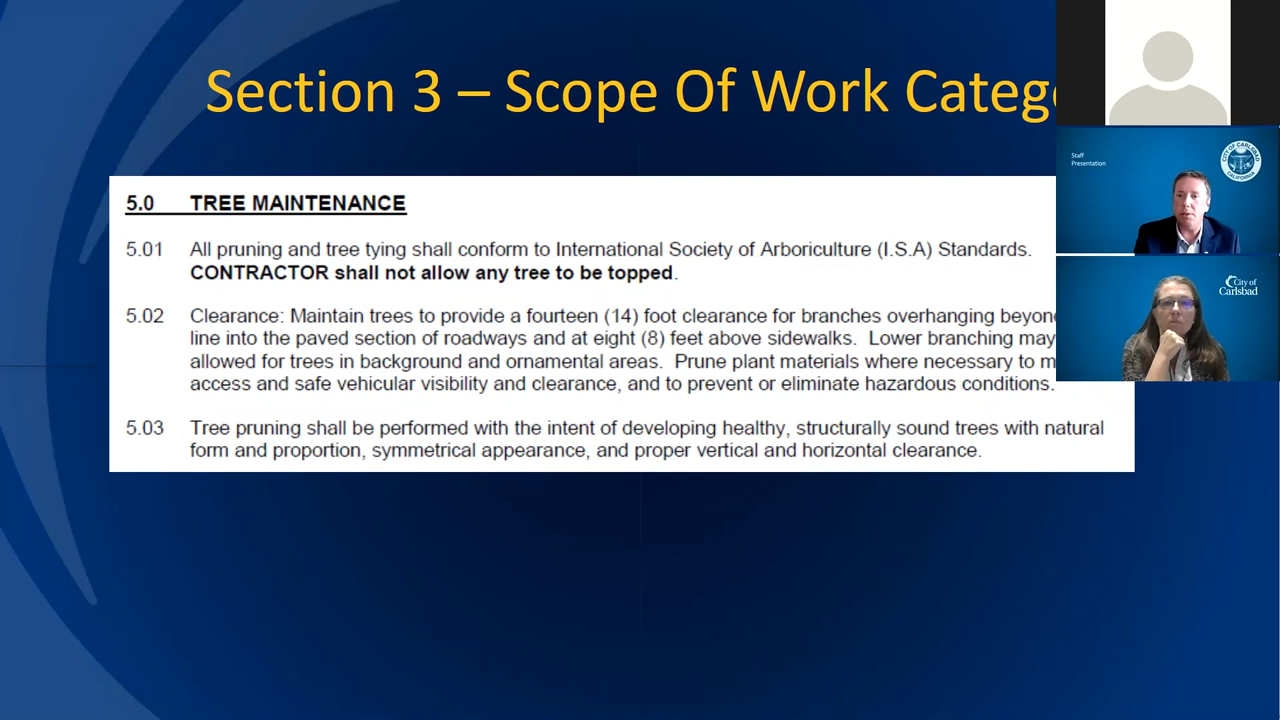 Section 3 – Scope Of Work
5.0 TREE MAINTENANCE
5.01 All pruning and tree tying shall conform to International Society of Arboriculture (I.S.A) Standards.
CONTRACTOR shall not allow any tree to be topped.
5.02 Clearance: Maintain trees to provide a fourteen (14) foot clearance for branches overhanging
line into the paved section of roadways and at eight (8) feet above sidewalks. Lower branching may
allowed for trees in background and ornamental areas. Prune plant materials where necessary to
access and safe vehicular visibility and clearance, and to prevent or eliminate hazardous conditions.
5.03 Tree pruning shall be performed with the intent of developing healthy, structurally sound trees with natural
form and proportion, symmetrical appearance, and proper vertical and horizontal clearance.
Staff
Presentation
CITY OF CARLSBAD
CALIFORNIA
City of
Carlsbad